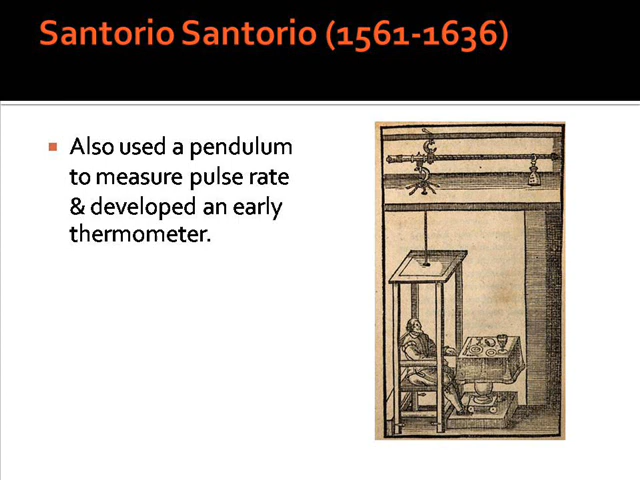 Santorio Santorio (1561-1636)
Also used a pendulum
to measure pulse rate
& developed an early
thermometer.